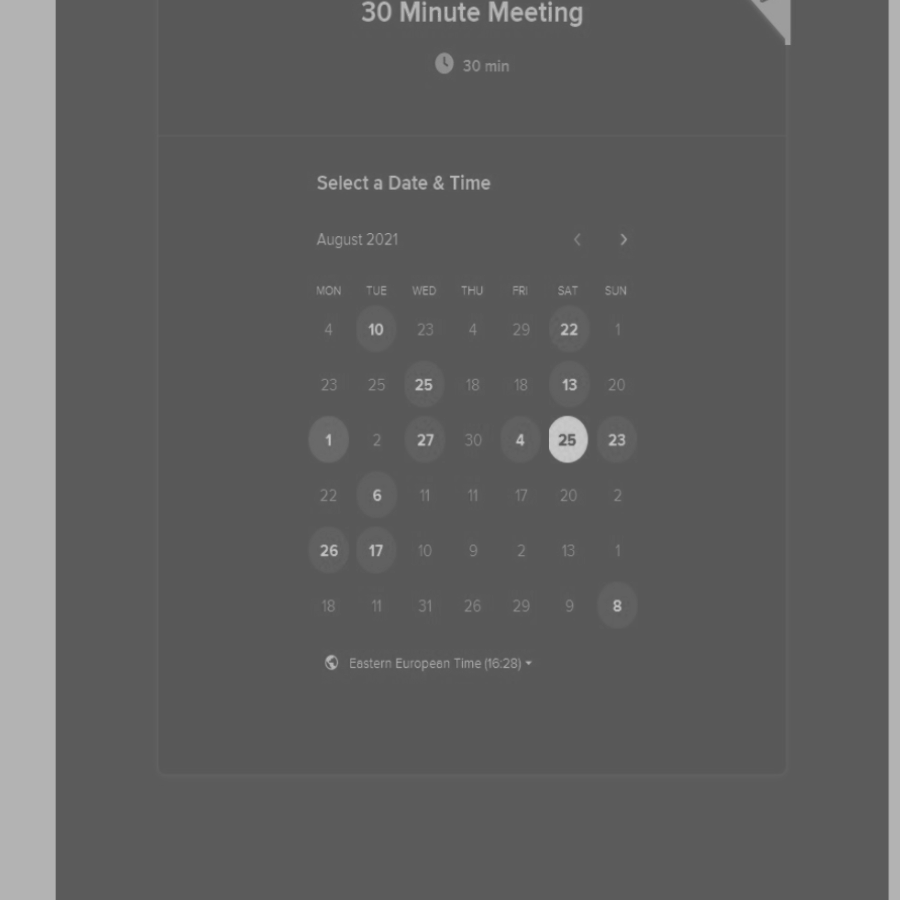 30 Minute Meeting
30 min
Select a Date & Time
August 2021
MON TUE WED THU FRI SAT SUN
4 10 23 4 29 22 1
23 25 25 18 18 13 20
1 2 27 30 4 25 23
22 6 11 11 17 20 2
26 17 10 9 2 13 1
18 11 31 26 29 9 8
Eastern European Time (16:28)